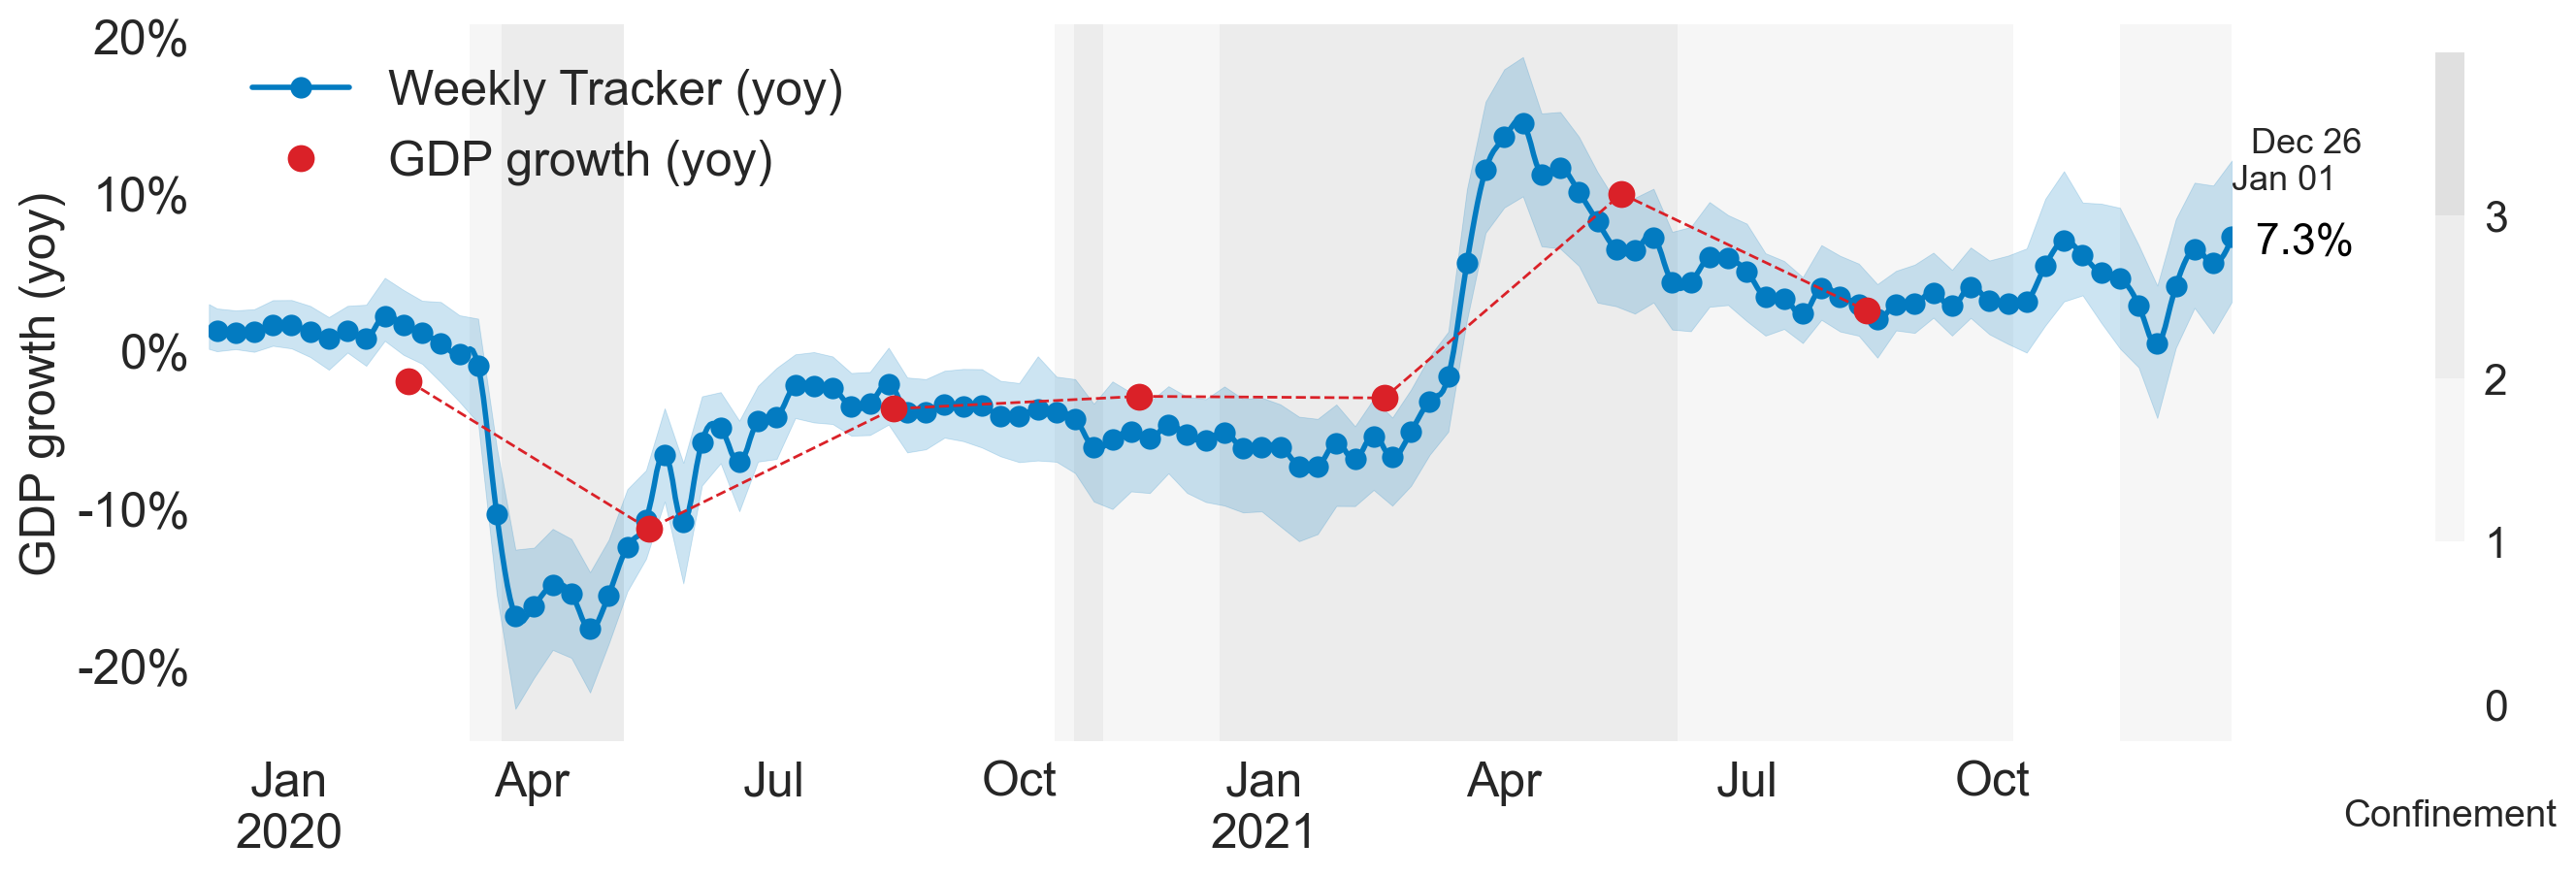 GDP growth (yoy)
20%
10%
0%
-10%
-20%
Weekly Tracker (yoy)
GDP growth (yoy)
Jan
2020
Apr
Jul
Oct
Jan
2021
Apr
Jul
Oct
Dec 26
Jan 01
7.3%
3
2
1
0
Confinement